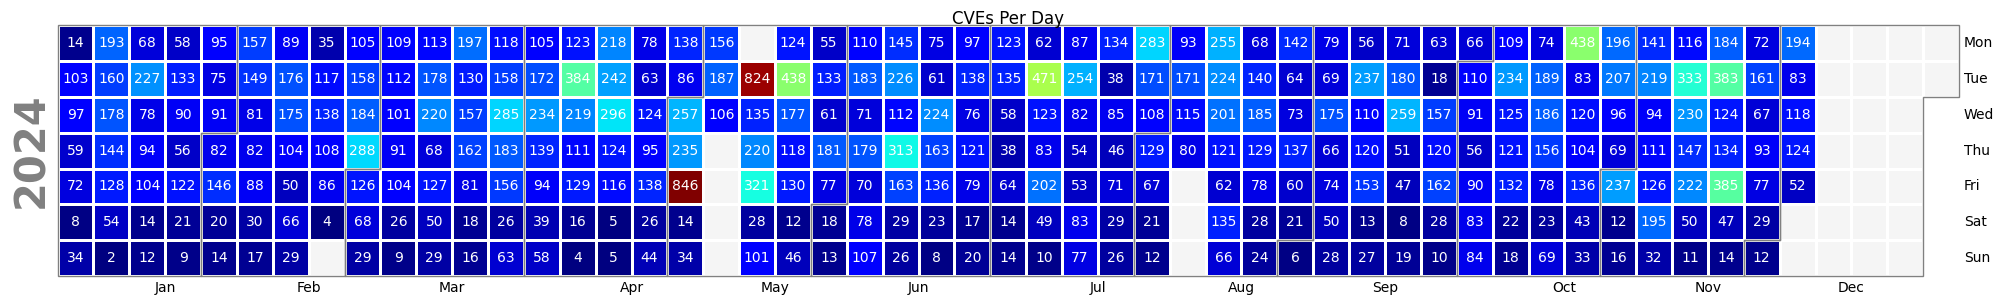 CVEs Per Day
2024
14 193 68 58 95 157 89 35 105 109 113 197 118 105 123 218 78 138 156 124 55 110 145 75 97 123 62 87 134 283 93 255 68 142 79 56 71 63 66 109 74 438 196 141 116 184 72 194 Mon
103 160 227 133 75 149 176 117 158 112 178 130 158 172 384 242 63 86 187 824 438 133 183 226 61 138 135 471 254 38 171 171 224 140 64 69 237 180 18 110 234 189 83 207 219 333 383 161 83 Tue
97 178 78 90 91 81 175 138 184 101 220 157 285 234 219 296 124 257 106 135 177 61 71 112 224 76 58 123 82 85 108 115 201 185 73 175 110 259 157 91 125 186 120 96 94 230 124 67 118 Wed
59 144 94 56 82 82 104 108 288 91 68 162 183 139 111 124 95 235 220 118 181 179 313 163 121 38 83 54 46 129 80 121 129 137 66 120 51 120 56 121 156 104 69 111 147 134 93 124 Thu
72 128 104 122 146 88 50 86 126 104 127 81 156 94 129 116 138 846 321 130 77 70 163 136 79 64 202 53 71 67 62 78 60 74 153 47 162 90 132 78 136 237 126 222 385 77 52 Fri
8 54 14 21 20 30 66 4 68 26 50 18 26 39 16 5 26 14 28 12 18 78 29 23 17 14 49 83 29 21 135 28 21 50 13 8 28 83 22 23 43 12 195 50 47 29 Sat
34 2 12 9 14 17 29 29 9 29 16 63 58 4 5 44 34 101 46 13 107 26 8 20 14 10 77 26 12 66 24 6 28 27 19 10 84 18 69 33 16 32 11 14 12 Sun
Jan Feb Mar Apr May Jun Jul Aug Sep Oct Nov Dec